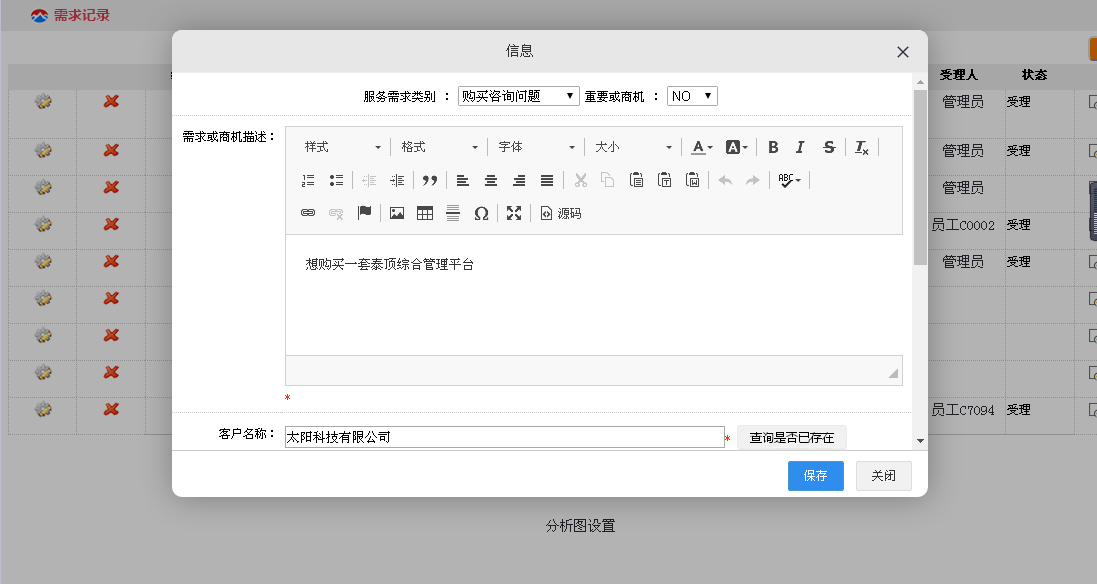 需求记录
信息
受理人 状态
服务需求类别 : 购买咨询问题 重要或商机 : NO
管理员 受理
需求或商机描述：
样式 格式 字体 大小
管理员 受理
管理员
源码
员工C0002 受理
想购买一套泰顶综合管理平台
管理员 受理
*
员工C7094 受理
客户名称： 太阳科技有限公司 * 查询是否已存在
保存 关闭
分析图设置